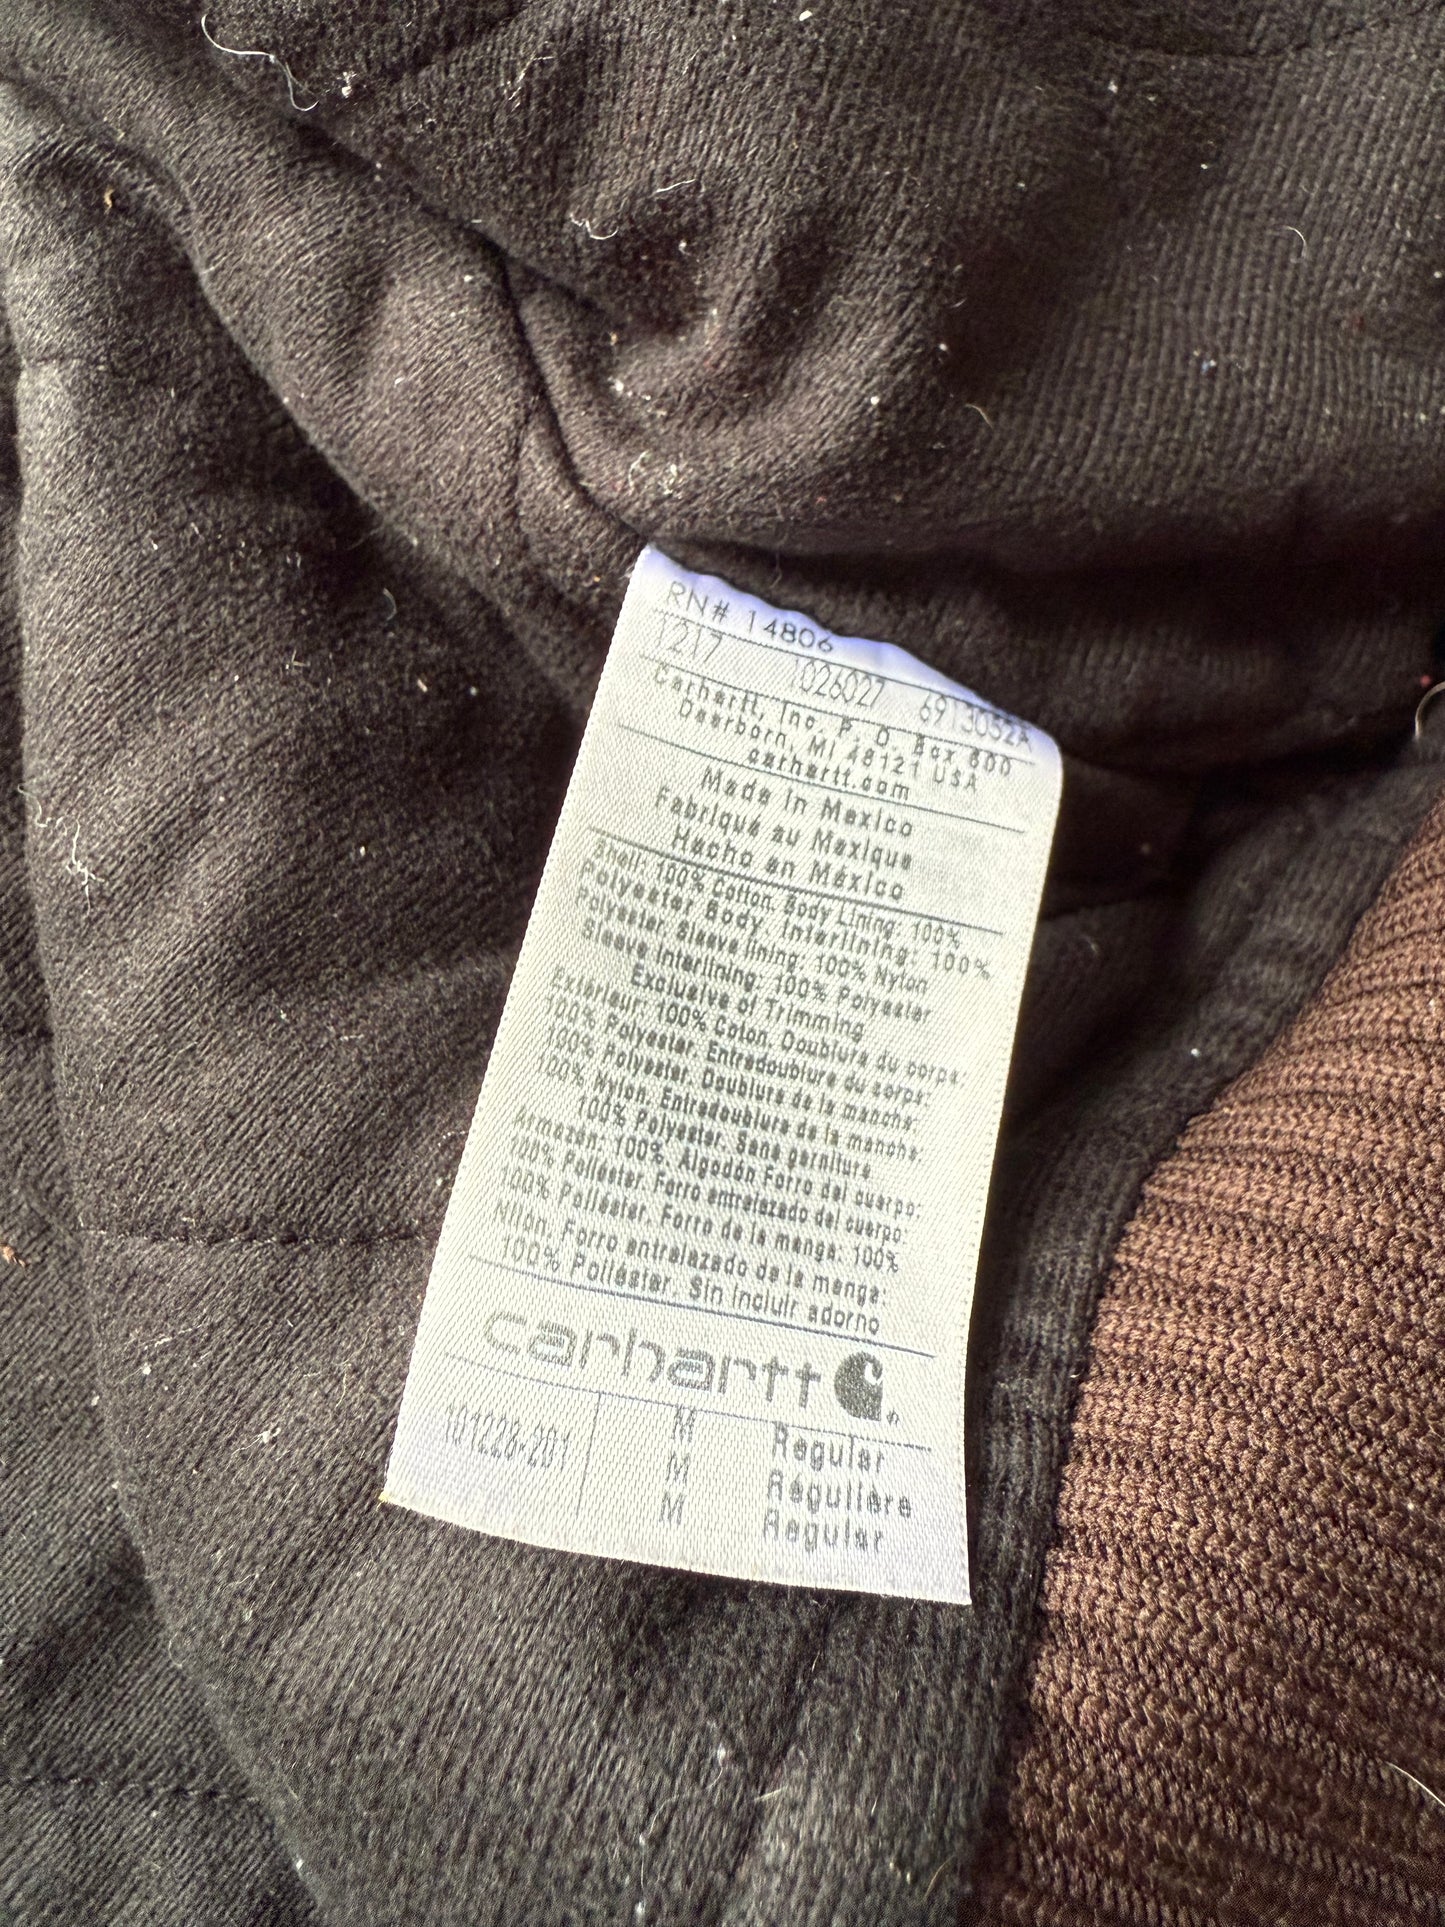 RN# 14806
1217 1026027 6913052A
Carhartt, Inc. P. O. Box 600
Dearborn, MI 48121 USA
carhartt.com
Made in Mexico
Fabriqué au Mexique
Hecho en México
Shell: 100% Cotton. Body Lining: 100%
Polyester Body Interlining: 100%
Polyester. Sleeve lining: 100% Nylon
Sleeve Interlining: 100% Polyester
Exclusive of Trimming
Extérieur: 100% Coton. Doublure du corps:
100% Polyester. Entredoublure du corps:
100% Polyester. Doublure de la manche:
100% Nylon. Entredoublure de la manche:
100% Polyester. Sans garniture
Armazón: 100% Algodón Forro del cuerpo:
100% Poliéster. Forro entrelazado del cuerpo:
100% Poliéster. Forro de la manga: 100%
Nilón. Forro entrelazado de la manga:
100% Poliéster. Sin incluir adorno
carhartt
101228-201 M Regular
M Régulière
M Regular